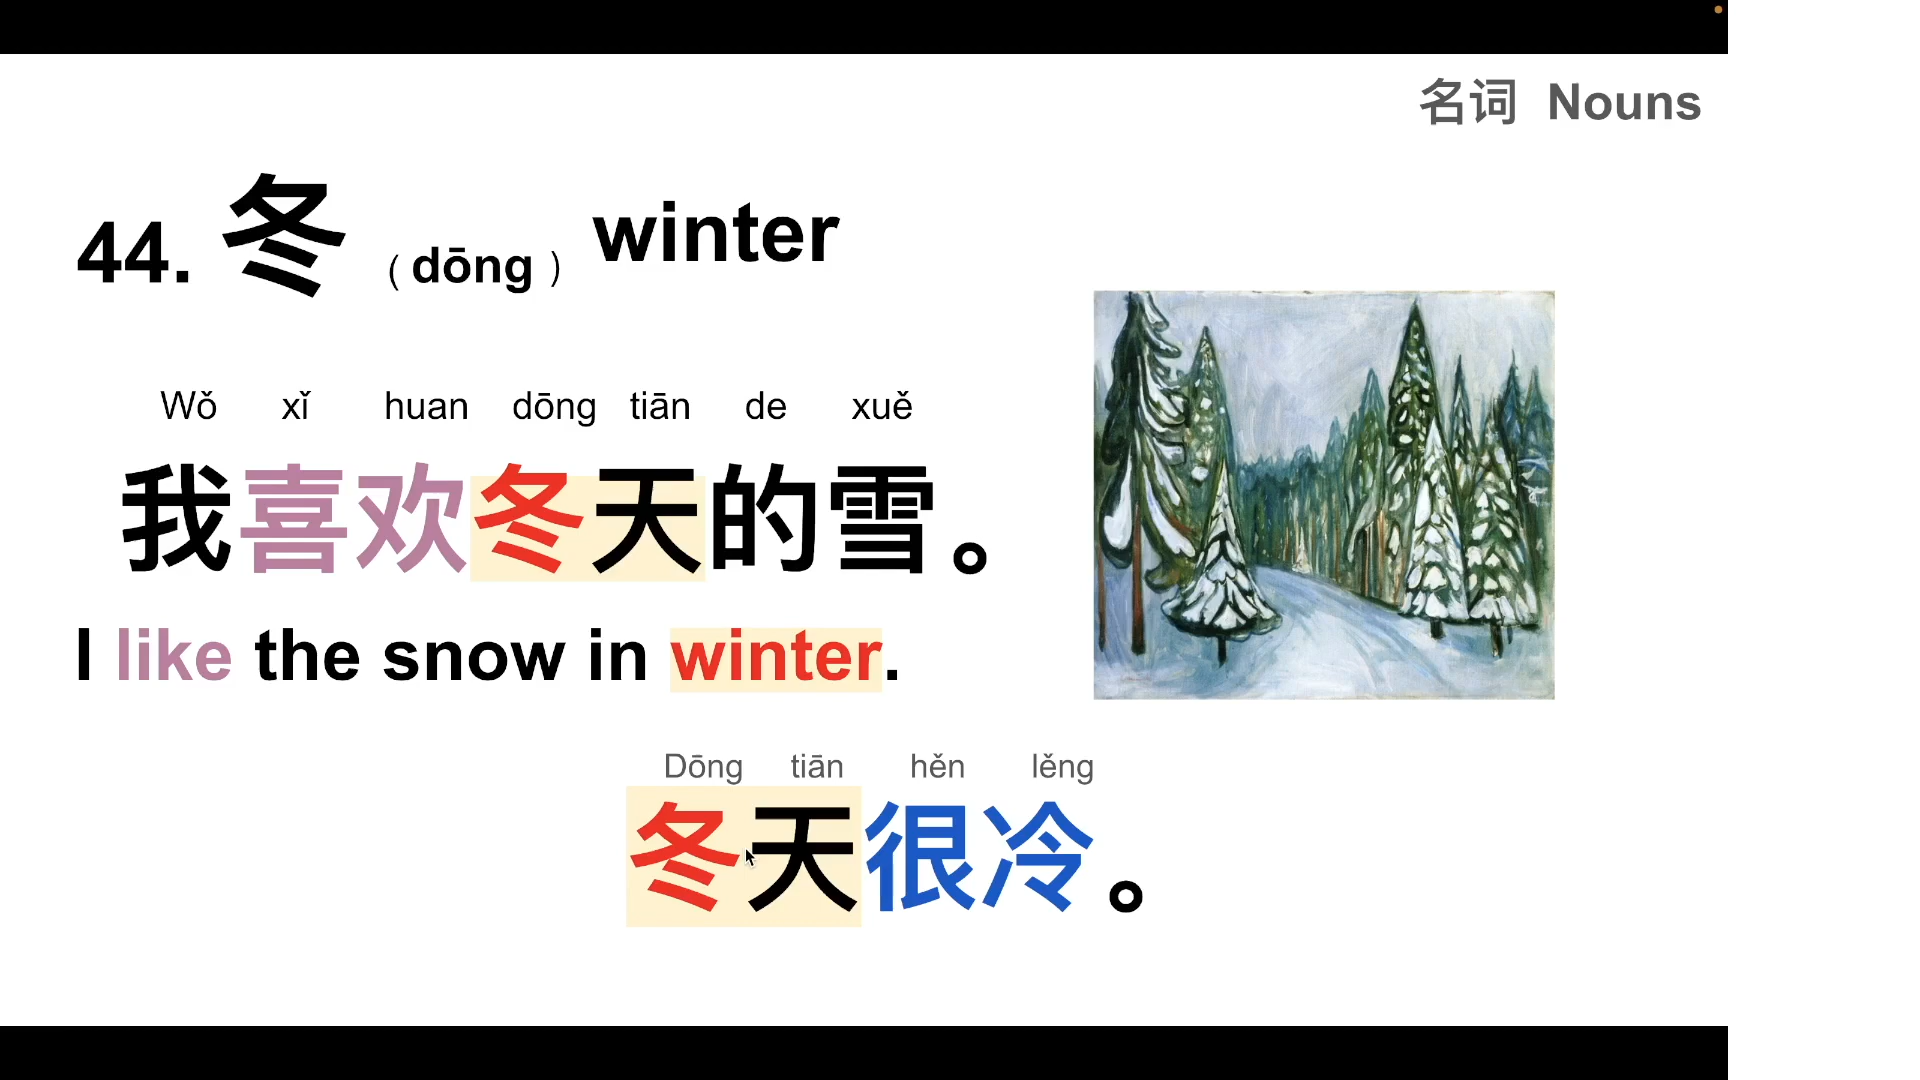 名词 Nouns
44. 冬 （dōng） winter
Wǒ xǐ huan dōng tiān de xuě
我喜欢冬天的雪。
I like the snow in winter.
Dōng tiān hěn lěng
冬天很冷。